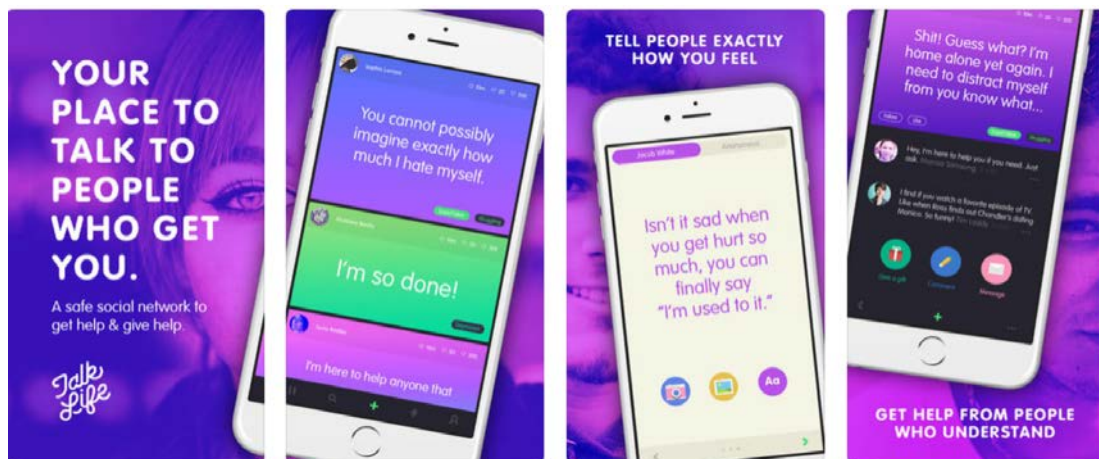 YOUR
PLACE TO
TALK TO
PEOPLE
WHO GET
YOU.
A safe social network to
get help & give help.
Talk
Life
You cannot possibly
imagine exactly how
much I hate myself.
I'm so done!
I'm here to help anyone that
TELL PEOPLE EXACTLY
HOW YOU FEEL
Jacob White
Anonymous
Isn't it sad when
you get hurt so
much, you can
finally say
"I'm used to it."
Aa
Shit! Guess what? I'm
home alone yet again. I
need to distract myself
from you know what...
Hey, I'm here to help you if you need. Just
ask.
I find if you watch a favorite episode of TV.
Like when Ross finds out Chandler's dating
Monica. So funny!
Give a gift
Comment
Message
GET HELP FROM PEOPLE
WHO UNDERSTAND